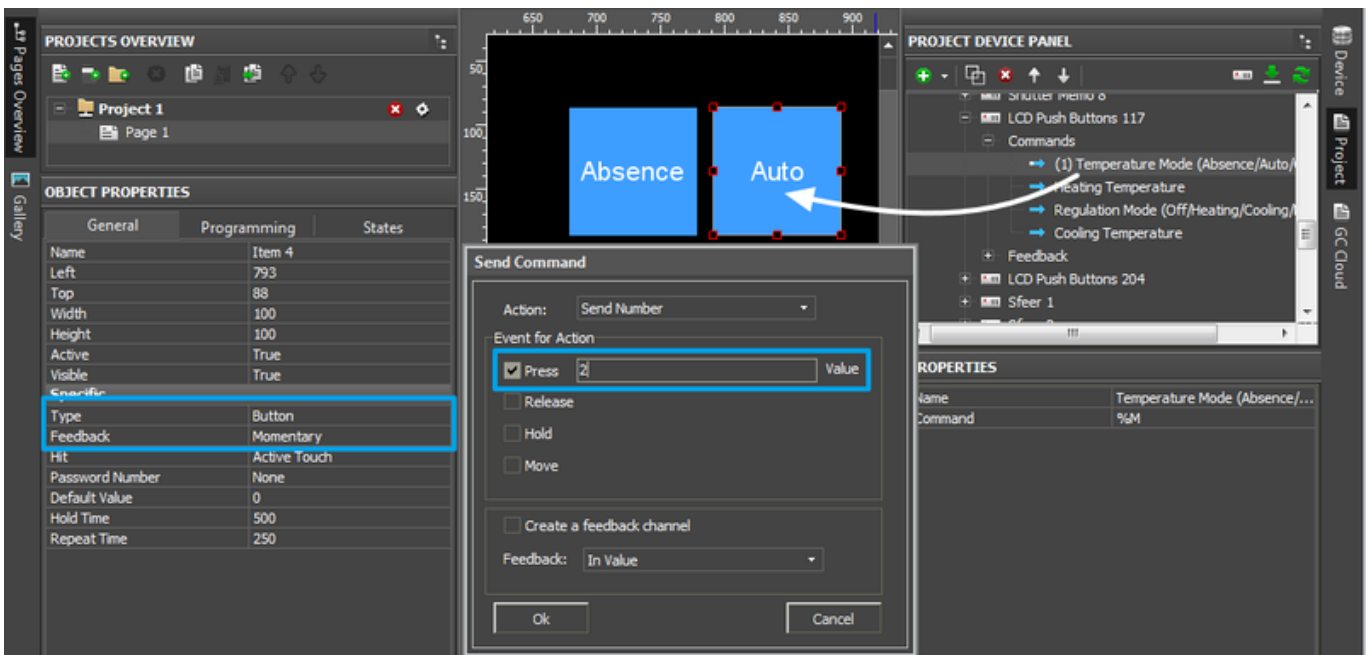 Pages Overview
Gallery
PROJECTS OVERVIEW
Project 1
Page 1
OBJECT PROPERTIES
General Programming States
Name Item 4
Left 793
Top 88
Width 100
Height 100
Active True
Visible True
Specific
Type Button
Feedback Momentary
Hit Active Touch
Password Number None
Default Value 0
Hold Time 500
Repeat Time 250
650 700 750 800 850 900
50
100
150
Absence Auto
Send Command
Action: Send Number
Event for Action
Press 2 Value
Release
Hold
Move
Create a feedback channel
Feedback: In Value
Ok Cancel
PROJECT DEVICE PANEL
Shutter Memo 8
LCD Push Buttons 117
Commands
(1) Temperature Mode (Absence/Auto/
Heating Temperature
Regulation Mode (Off/Heating/Cooling/
Cooling Temperature
Feedback
LCD Push Buttons 204
Sfeer 1
ROPERTIES
Name Temperature Mode (Absence/...
Command %M
Device
Project
GC Cloud